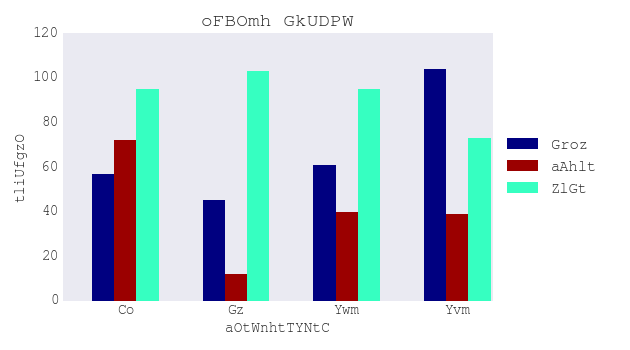 oFBOmh GkUDPW
120
100
80
60
40
20
0
tliUfgzO
Co Gz Ywm Yvm
aOtWnhtTYNtC
Groz
aAhlt
ZlGt